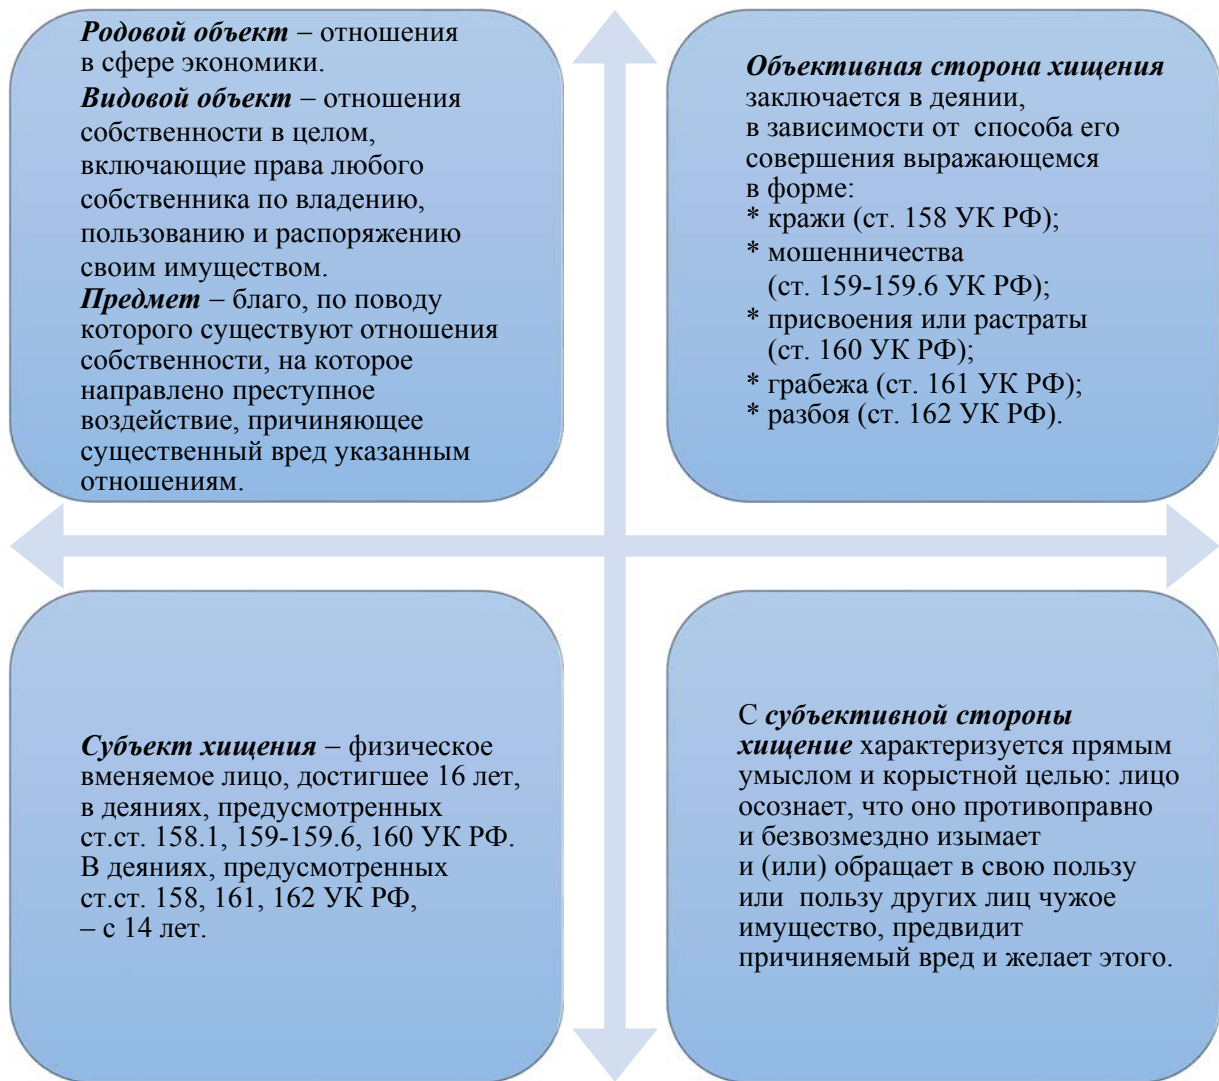 Родовой объект – отношения
в сфере экономики.
Видовой объект – отношения
собственности в целом,
включающие права любого
собственника по владению,
пользованию и распоряжению
своим имуществом.
Предмет – благо, по поводу
которого существуют отношения
собственности, на которое
направлено преступное
воздействие, причиняющее
существенный вред указанным
отношениям.
Объективная сторона хищения
заключается в деянии,
в зависимости от способа его
совершения выражающемся
в форме:
* кражи (ст. 158 УК РФ);
* мошенничества
(ст. 159-159.6 УК РФ);
* присвоения или растраты
(ст. 160 УК РФ);
* грабежа (ст. 161 УК РФ);
* разбоя (ст. 162 УК РФ).
Субъект хищения – физическое
вменяемое лицо, достигшее 16 лет,
в деяниях, предусмотренных
ст.ст. 158.1, 159-159.6, 160 УК РФ.
В деяниях, предусмотренных
ст.ст. 158, 161, 162 УК РФ,
– с 14 лет.
С субъективной стороны
хищение характеризуется прямым
умыслом и корыстной целью: лицо
осознает, что оно противоправно
и безвозмездно изымает
и (или) обращает в свою пользу
или пользу других лиц чужое
имущество, предвидит
причиняемый вред и желает этого.